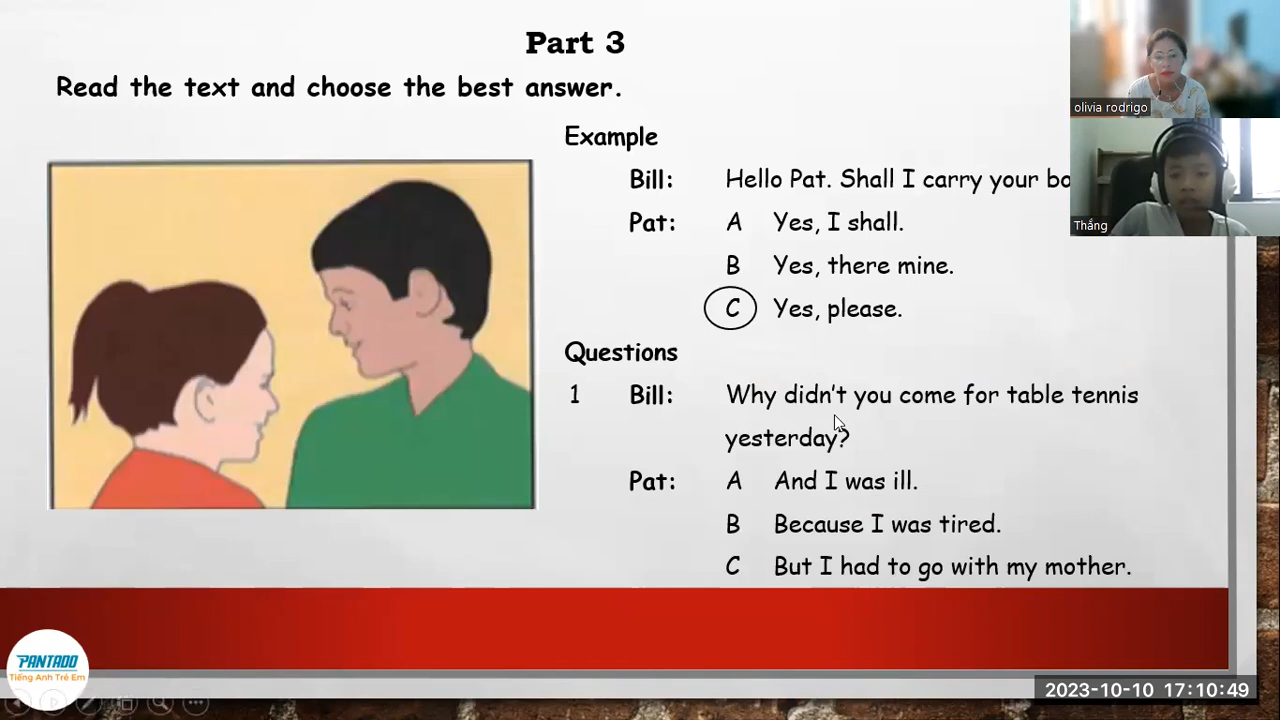 Part 3
Read the text and choose the best answer.
olivia rodrigo
Thắng
Example
Bill: Hello Pat. Shall I carry your
Pat: A Yes, I shall.
B Yes, there mine.
C Yes, please.
Questions
1 Bill: Why didn't you come for table tennis
yesterday?
Pat: A And I was ill.
B Because I was tired.
C But I had to go with my mother.
PANTADO
Tiếng Anh Trẻ Em
2023-10-10 17:10:49